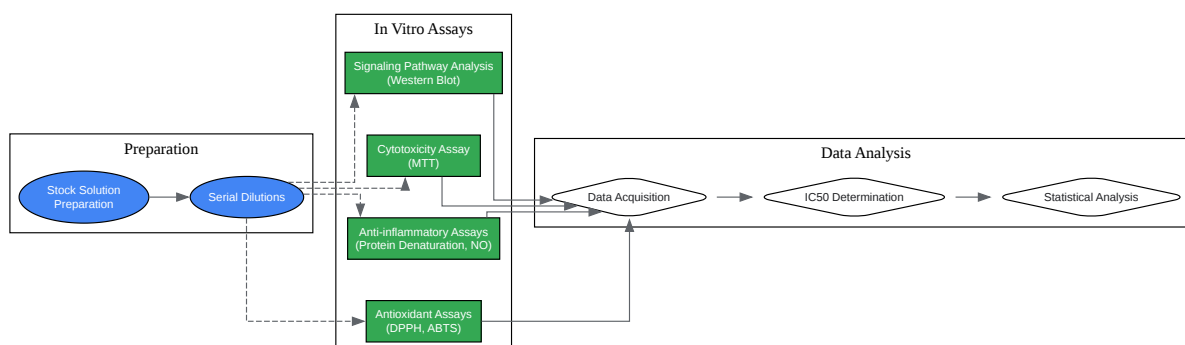 Preparation
Stock Solution
Preparation
Serial Dilutions
In Vitro Assays
Signaling Pathway Analysis
(Western Blot)
Cytotoxicity Assay
(MTT)
Anti-inflammatory Assays
(Protein Denaturation, NO)
Antioxidant Assays
(DPPH, ABTS)
Data Analysis
Data Acquisition
IC50 Determination
Statistical Analysis